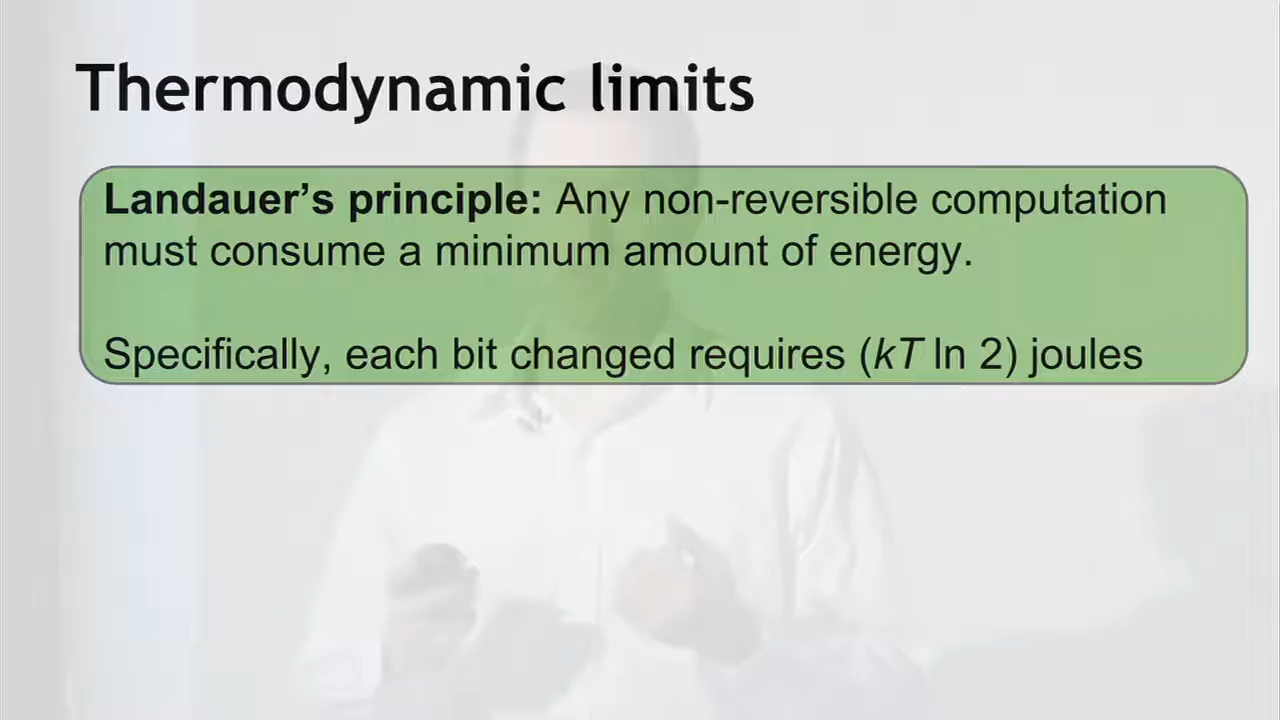 Thermodynamic limits
Landauer’s principle: Any non-reversible computation
must consume a minimum amount of energy.
Specifically, each bit changed requires (kT ln 2) joules